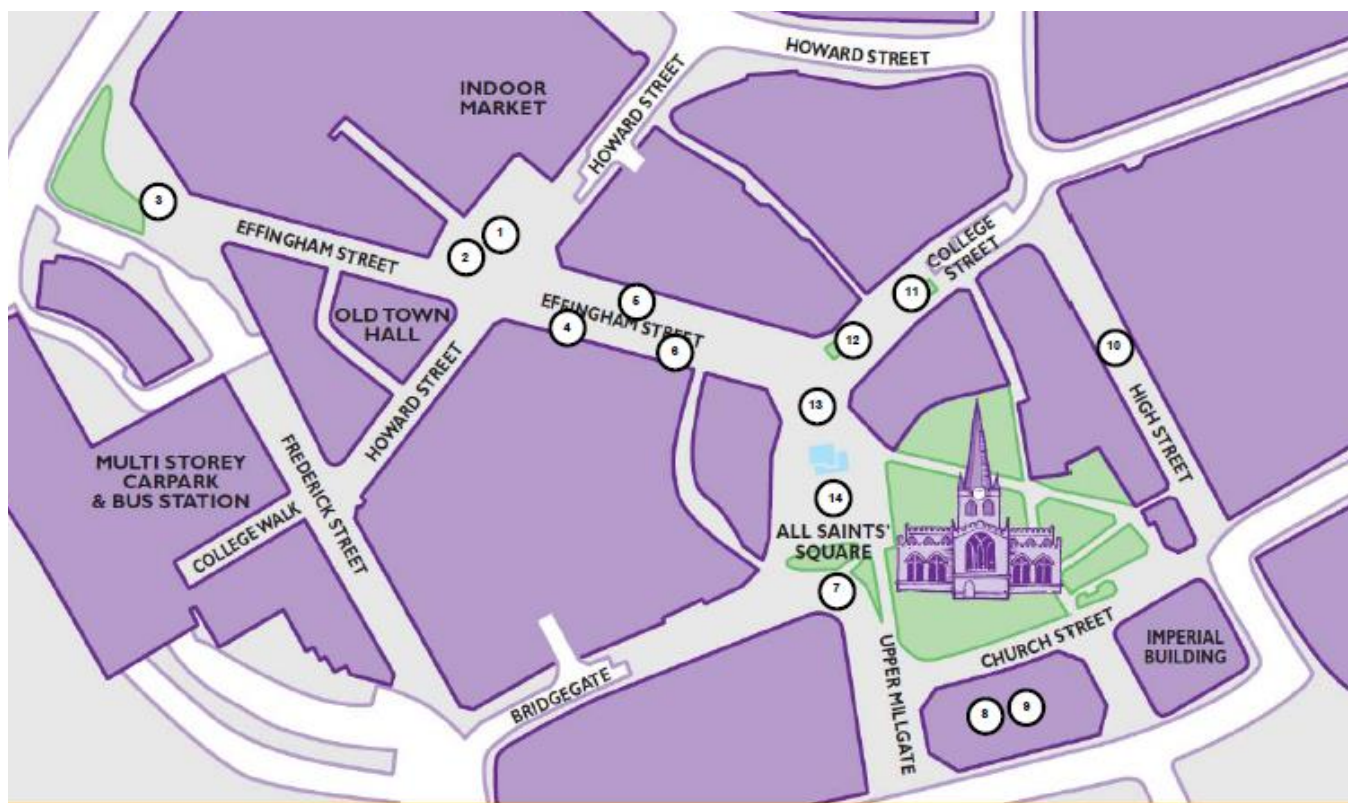 HOWARD STREET
INDOOR
MARKET
HOWARD STREET
3
EFFINGHAM STREET
1
2
COLLEGE
STREET
11
5
EFFINGHAM STREET
4
6
OLD TOWN
HALL
12
10
HOWARD STREET
13
HIGH STREET
MULTI STOREY
CARPARK
& BUS STATION
FREDERICK STREET
COLLEGE WALK
14
ALL SAINTS'
SQUARE
7
CHURCH STREET
IMPERIAL
BUILDING
BRIDGEGATE
UPPER MILLGATE
8
9